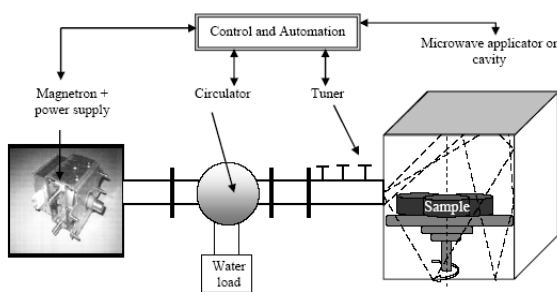 Control and Automation
Microwave applicator or
cavity
Magnetron +
power supply
Circulator
Tuner
Sample
Water
load